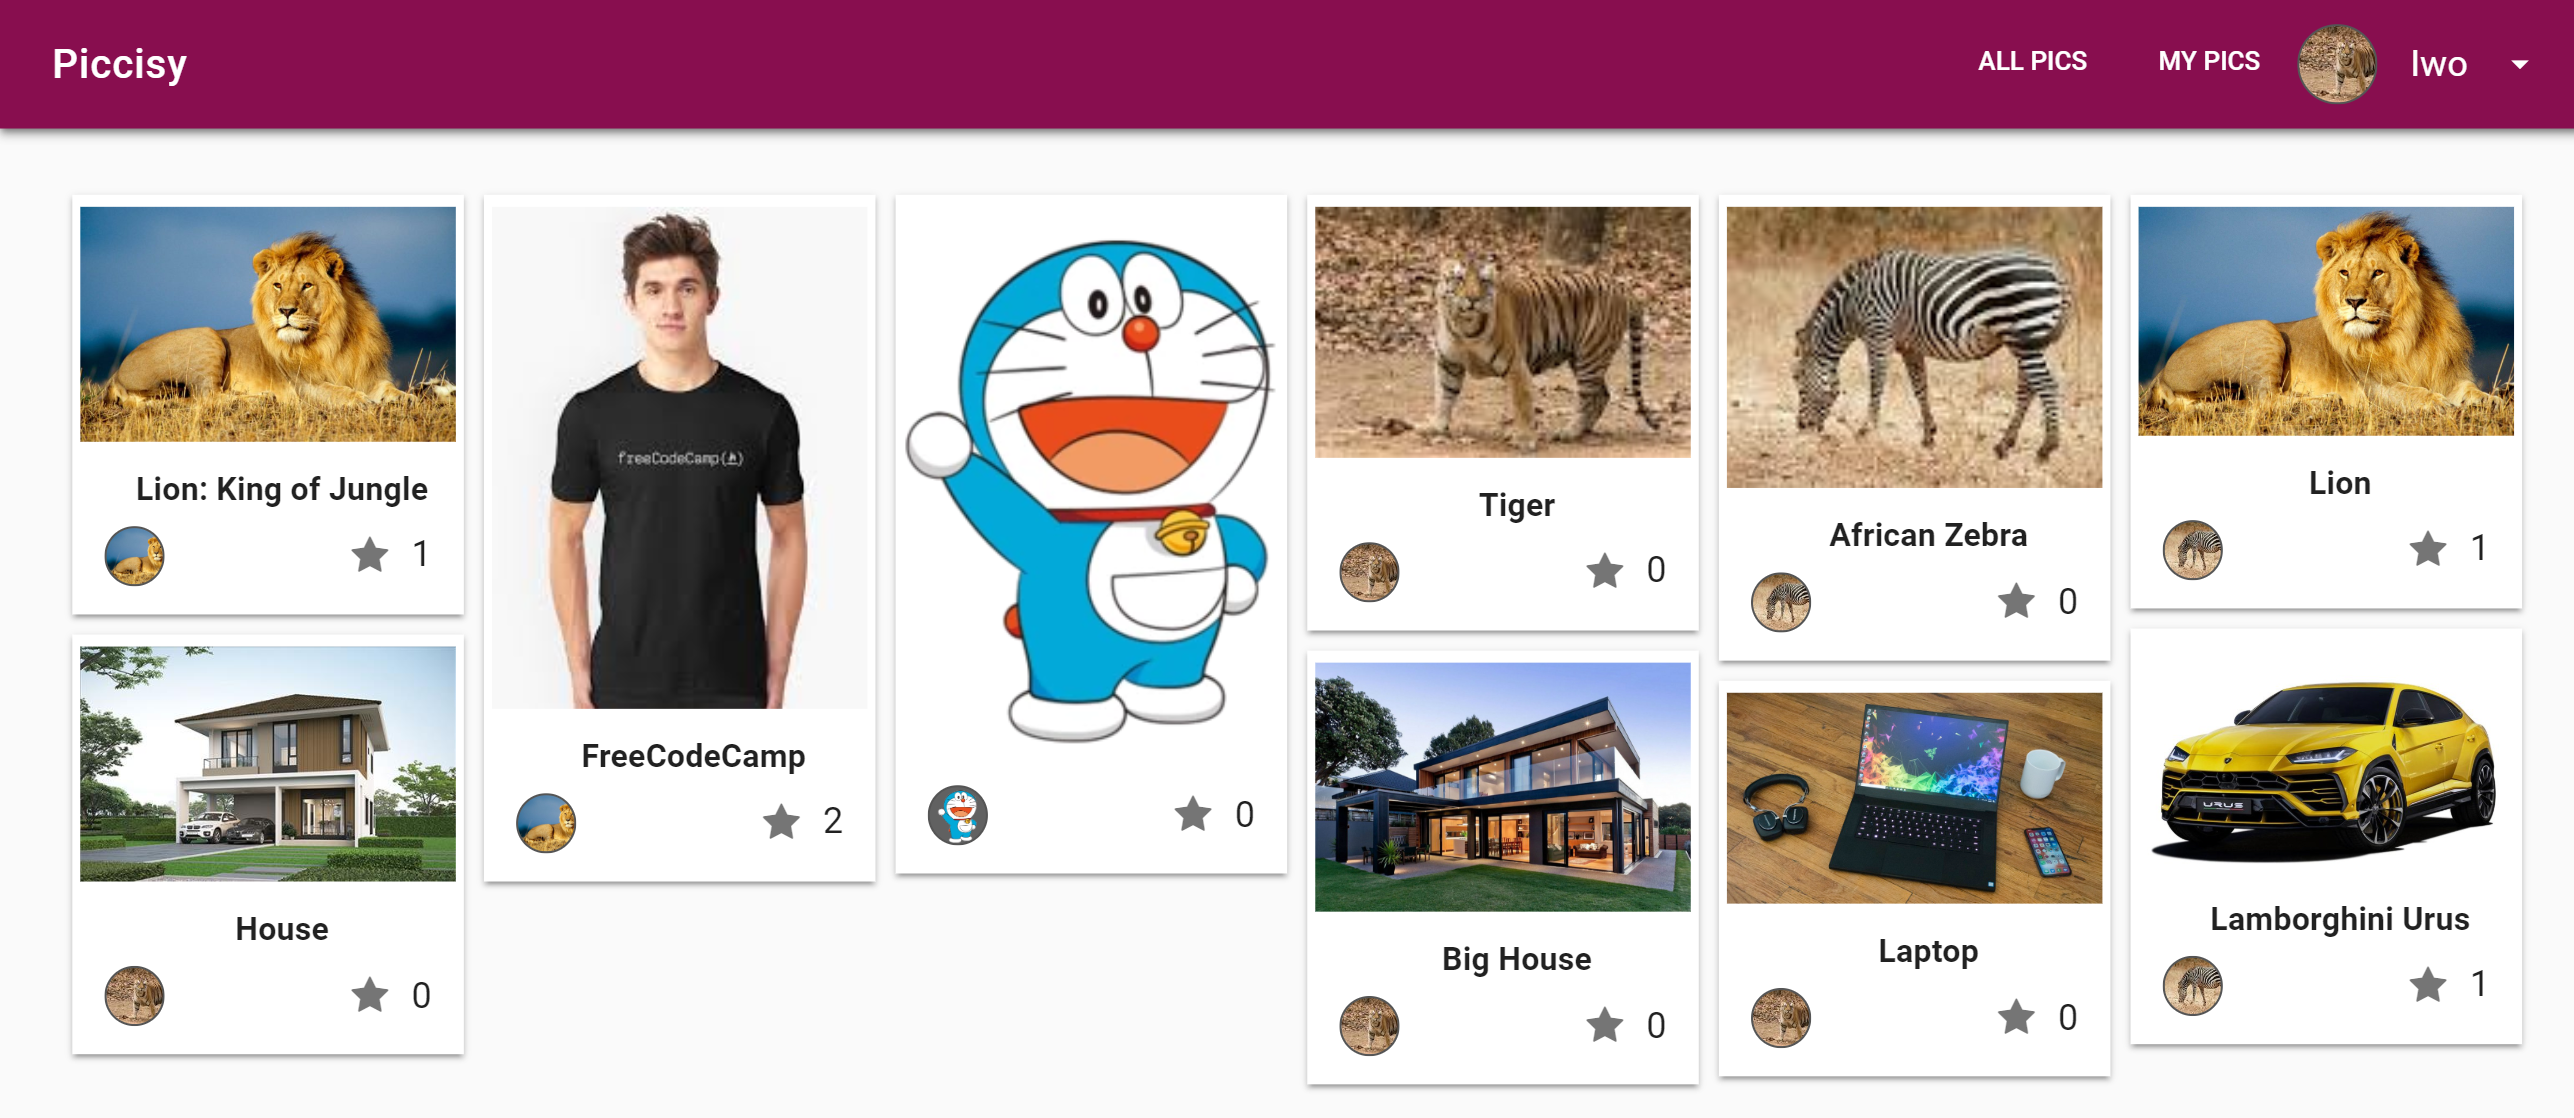 Piccisy
ALL PICS
MY PICS
lwo
freeCodeCamp(🔥)
Lion: King of Jungle
1
FreeCodeCamp
2
0
Tiger
0
African Zebra
0
Lion
1
House
0
Big House
0
Laptop
0
URUS
Lamborghini Urus
1